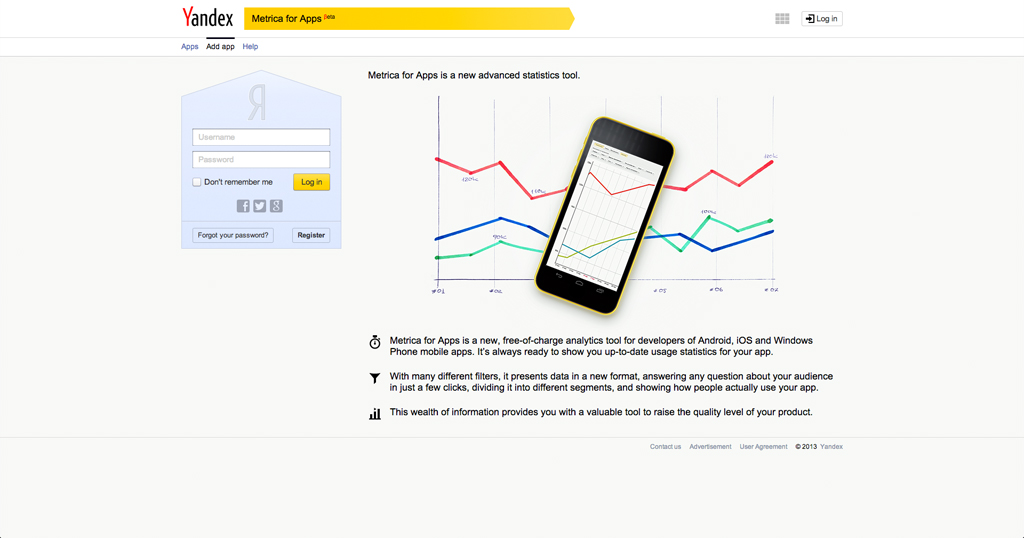 Yandex
Metrica for Apps βeta
Log in
Apps Add app Help
Я
Username
Password
Don't remember me
Log in
Forgot your password?
Register
Metrica for Apps is a new advanced statistics tool.
Metrica for Apps is a new, free-of-charge analytics tool for developers of Android, iOS and Windows
Phone mobile apps. It's always ready to show you up-to-date usage statistics for your app.
With many different filters, it presents data in a new format, answering any question about your audience
in just a few clicks, dividing it into different segments, and showing how people actually use your app.
This wealth of information provides you with a valuable tool to raise the quality level of your product.
Contact us Advertisement User Agreement © 2013 Yandex